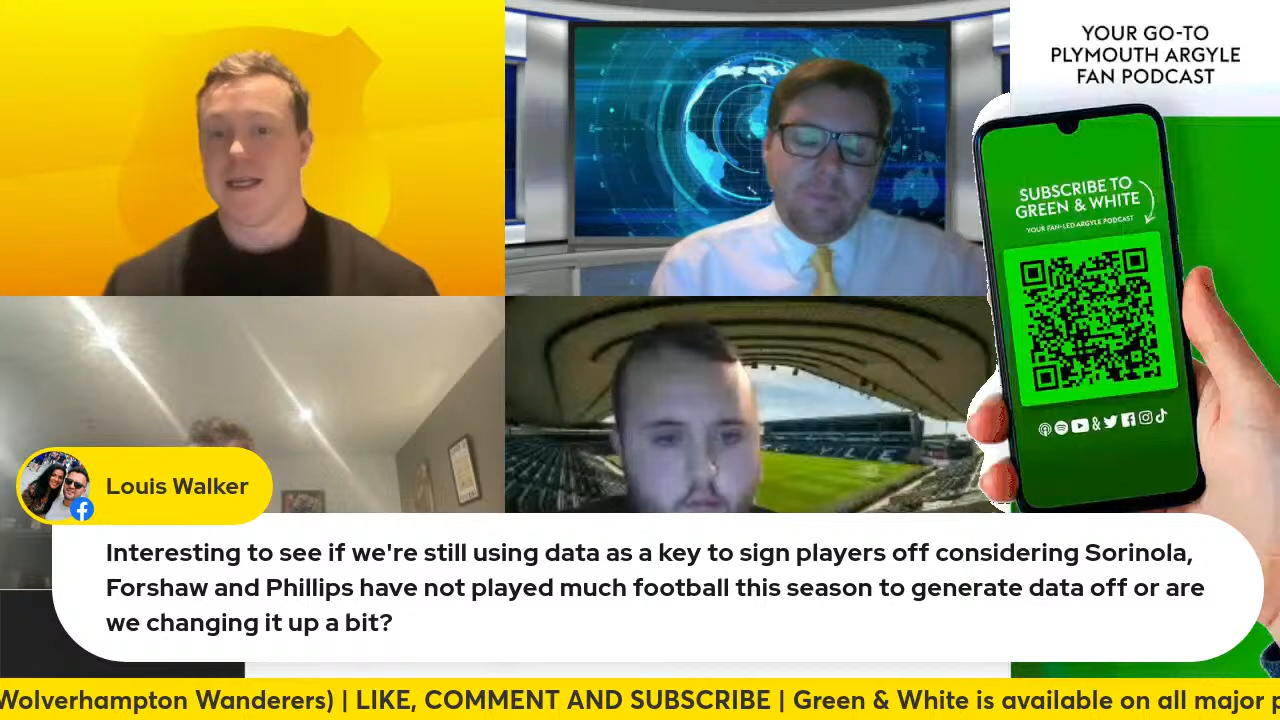 YOUR GO-TO
PLYMOUTH ARGYLE
FAN PODCAST
SUBSCRIBE TO
GREEN & WHITE
YOUR FAN-LED ARGYLE PODCAST
&
Louis Walker
Interesting to see if we're still using data as a key to sign players off considering Sorinola,
Forshaw and Phillips have not played much football this season to generate data off or are
we changing it up a bit?
Wolverhampton Wanderers) | LIKE, COMMENT AND SUBSCRIBE | Green & White is available on all major p